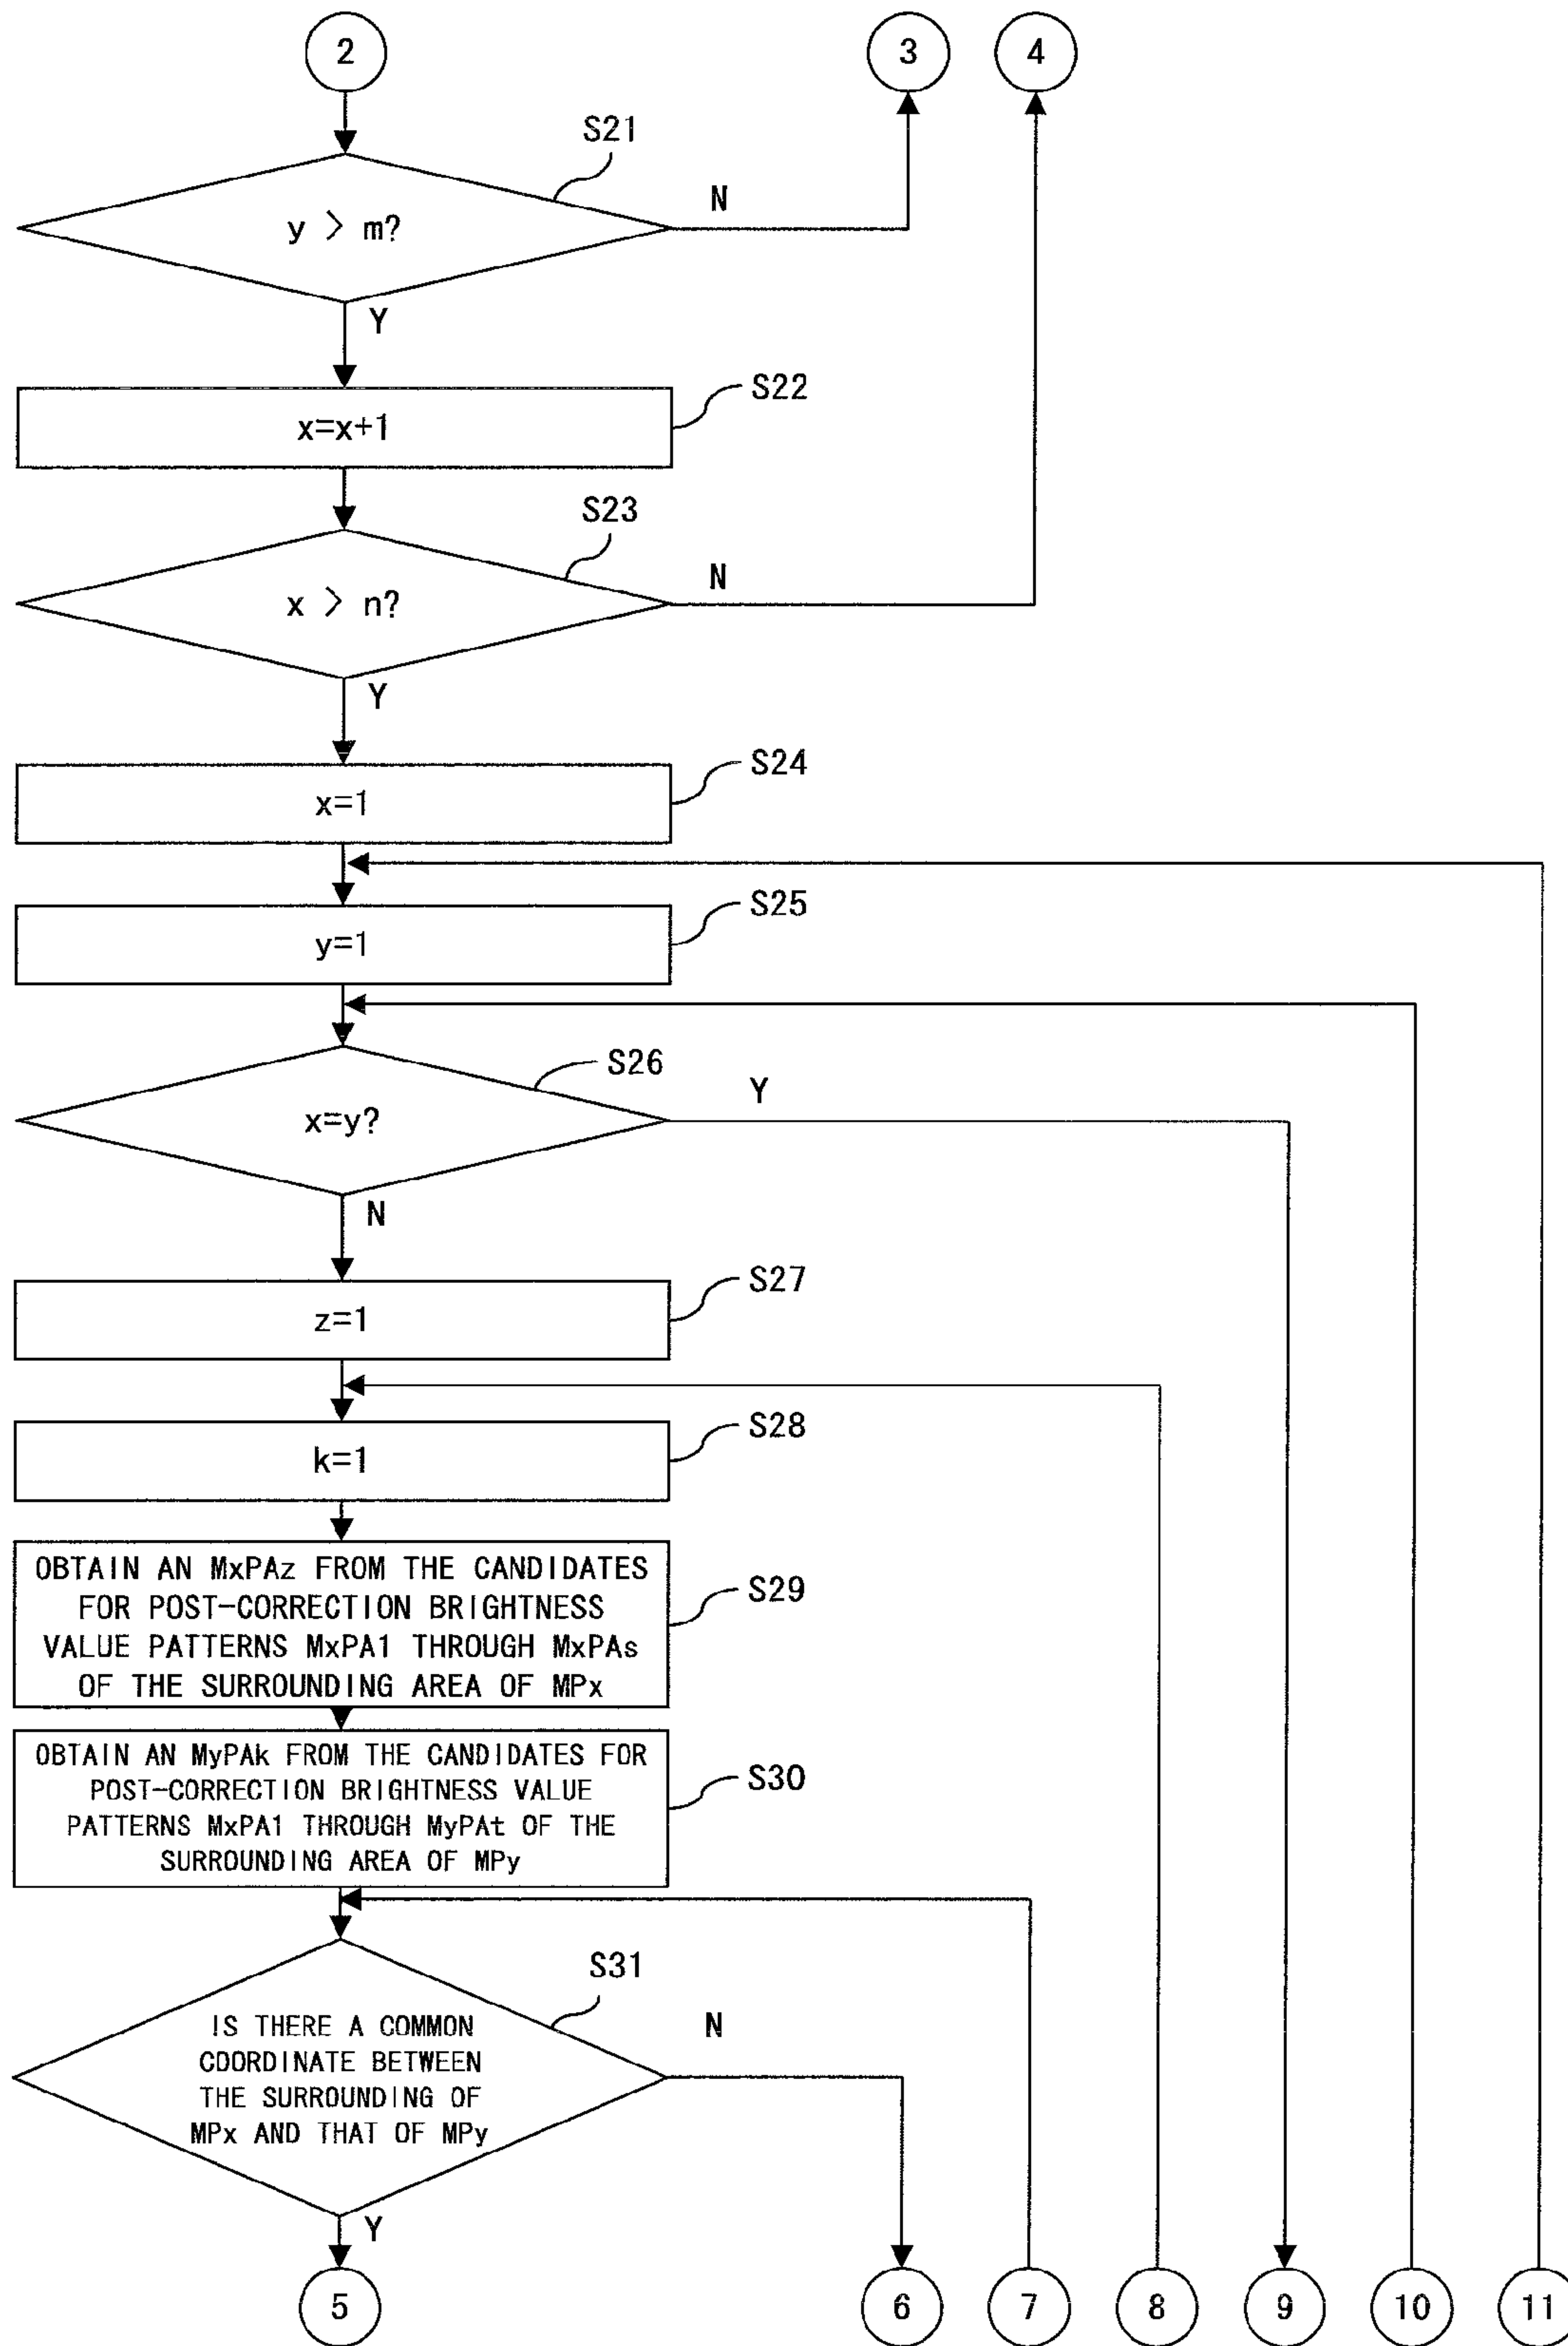 2
3
4
S21
y > m?
N
Y
S22
x=x+1
S23
x > n?
N
Y
S24
x=1
S25
y=1
S26
x=y?
Y
N
S27
z=1
S28
k=1
OBTAIN AN MxPAz FROM THE CANDIDATES
FOR POST-CORRECTION BRIGHTNESS
VALUE PATTERNS MxPA1 THROUGH MxPAs
OF THE SURROUNDING AREA OF MPx
S29
OBTAIN AN MyPAk FROM THE CANDIDATES FOR
POST-CORRECTION BRIGHTNESS VALUE
PATTERNS MxPA1 THROUGH MyPAt OF THE
SURROUNDING AREA OF MPy
S30
S31
IS THERE A COMMON
COORDINATE BETWEEN
THE SURROUNDING OF
MPx AND THAT OF MPy
N
Y
5
6
7
8
9
10
11